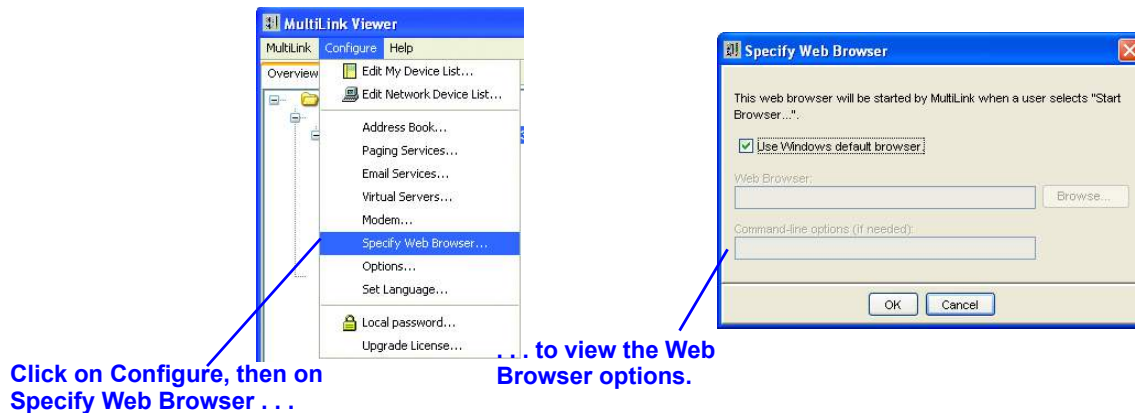 MultiLink Viewer
MultiLink Configure Help
Overview
Edit My Device List...
Edit Network Device List...
Address Book...
Paging Services...
Email Services...
Virtual Servers...
Modem...
Specify Web Browser...
Options...
Set Language...
Local password...
Upgrade License...
Click on Configure, then on
Specify Web Browser . . .
Specify Web Browser
This web browser will be started by MultiLink when a user selects "Start
Browser...".
Use Windows default browser.
Web Browser:
Browse...
Command-line options (if needed):
OK Cancel
. . . to view the Web
Browser options.